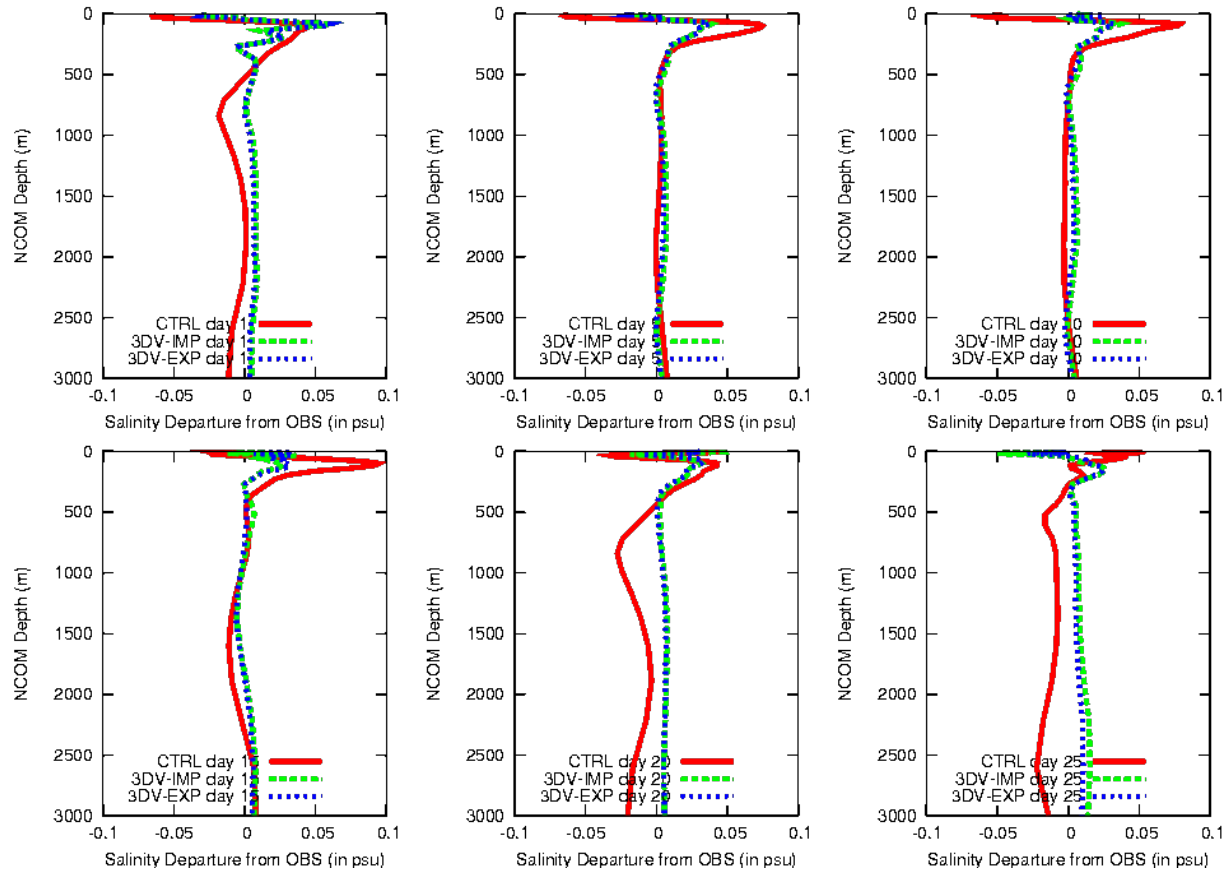 0
500
1000
1500
2000
2500
3000
NCOM Depth (m)
CTRL day 1
3DV-IMP day 1
3DV-EXP day 1
-0.1 -0.05 0 0.05 0.1
Salinity Departure from OBS (in psu)
0
500
1000
1500
2000
2500
3000
NCOM Depth (m)
CTRL day
3DV-IMP day
3DV-EXP day 5
-0.1 -0.05 0 0.05 0.1
Salinity Departure from OBS (in psu)
0
500
1000
1500
2000
2500
3000
NCOM Depth (m)
CTRL day
3DV-IMP day
3DV-EXP day
-0.1 -0.05 0 0.05 0.1
Salinity Departure from OBS (in psu)
0
500
1000
1500
2000
2500
3000
NCOM Depth (m)
CTRL day
3DV-IMP day
3DV-EXP day
-0.1 -0.05 0 0.05 0.1
Salinity Departure from OBS (in psu)
0
500
1000
1500
2000
2500
3000
NCOM Depth (m)
CTRL day 20
3DV-IMP day 20
3DV-EXP day 20
-0.1 -0.05 0 0.05 0.1
Salinity Departure from OBS (in psu)
0
500
1000
1500
2000
2500
3000
NCOM Depth (m)
CTRL day 25
3DV-IMP day 25
3DV-EXP day 25
-0.1 -0.05 0 0.05 0.1
Salinity Departure from OBS (in psu)